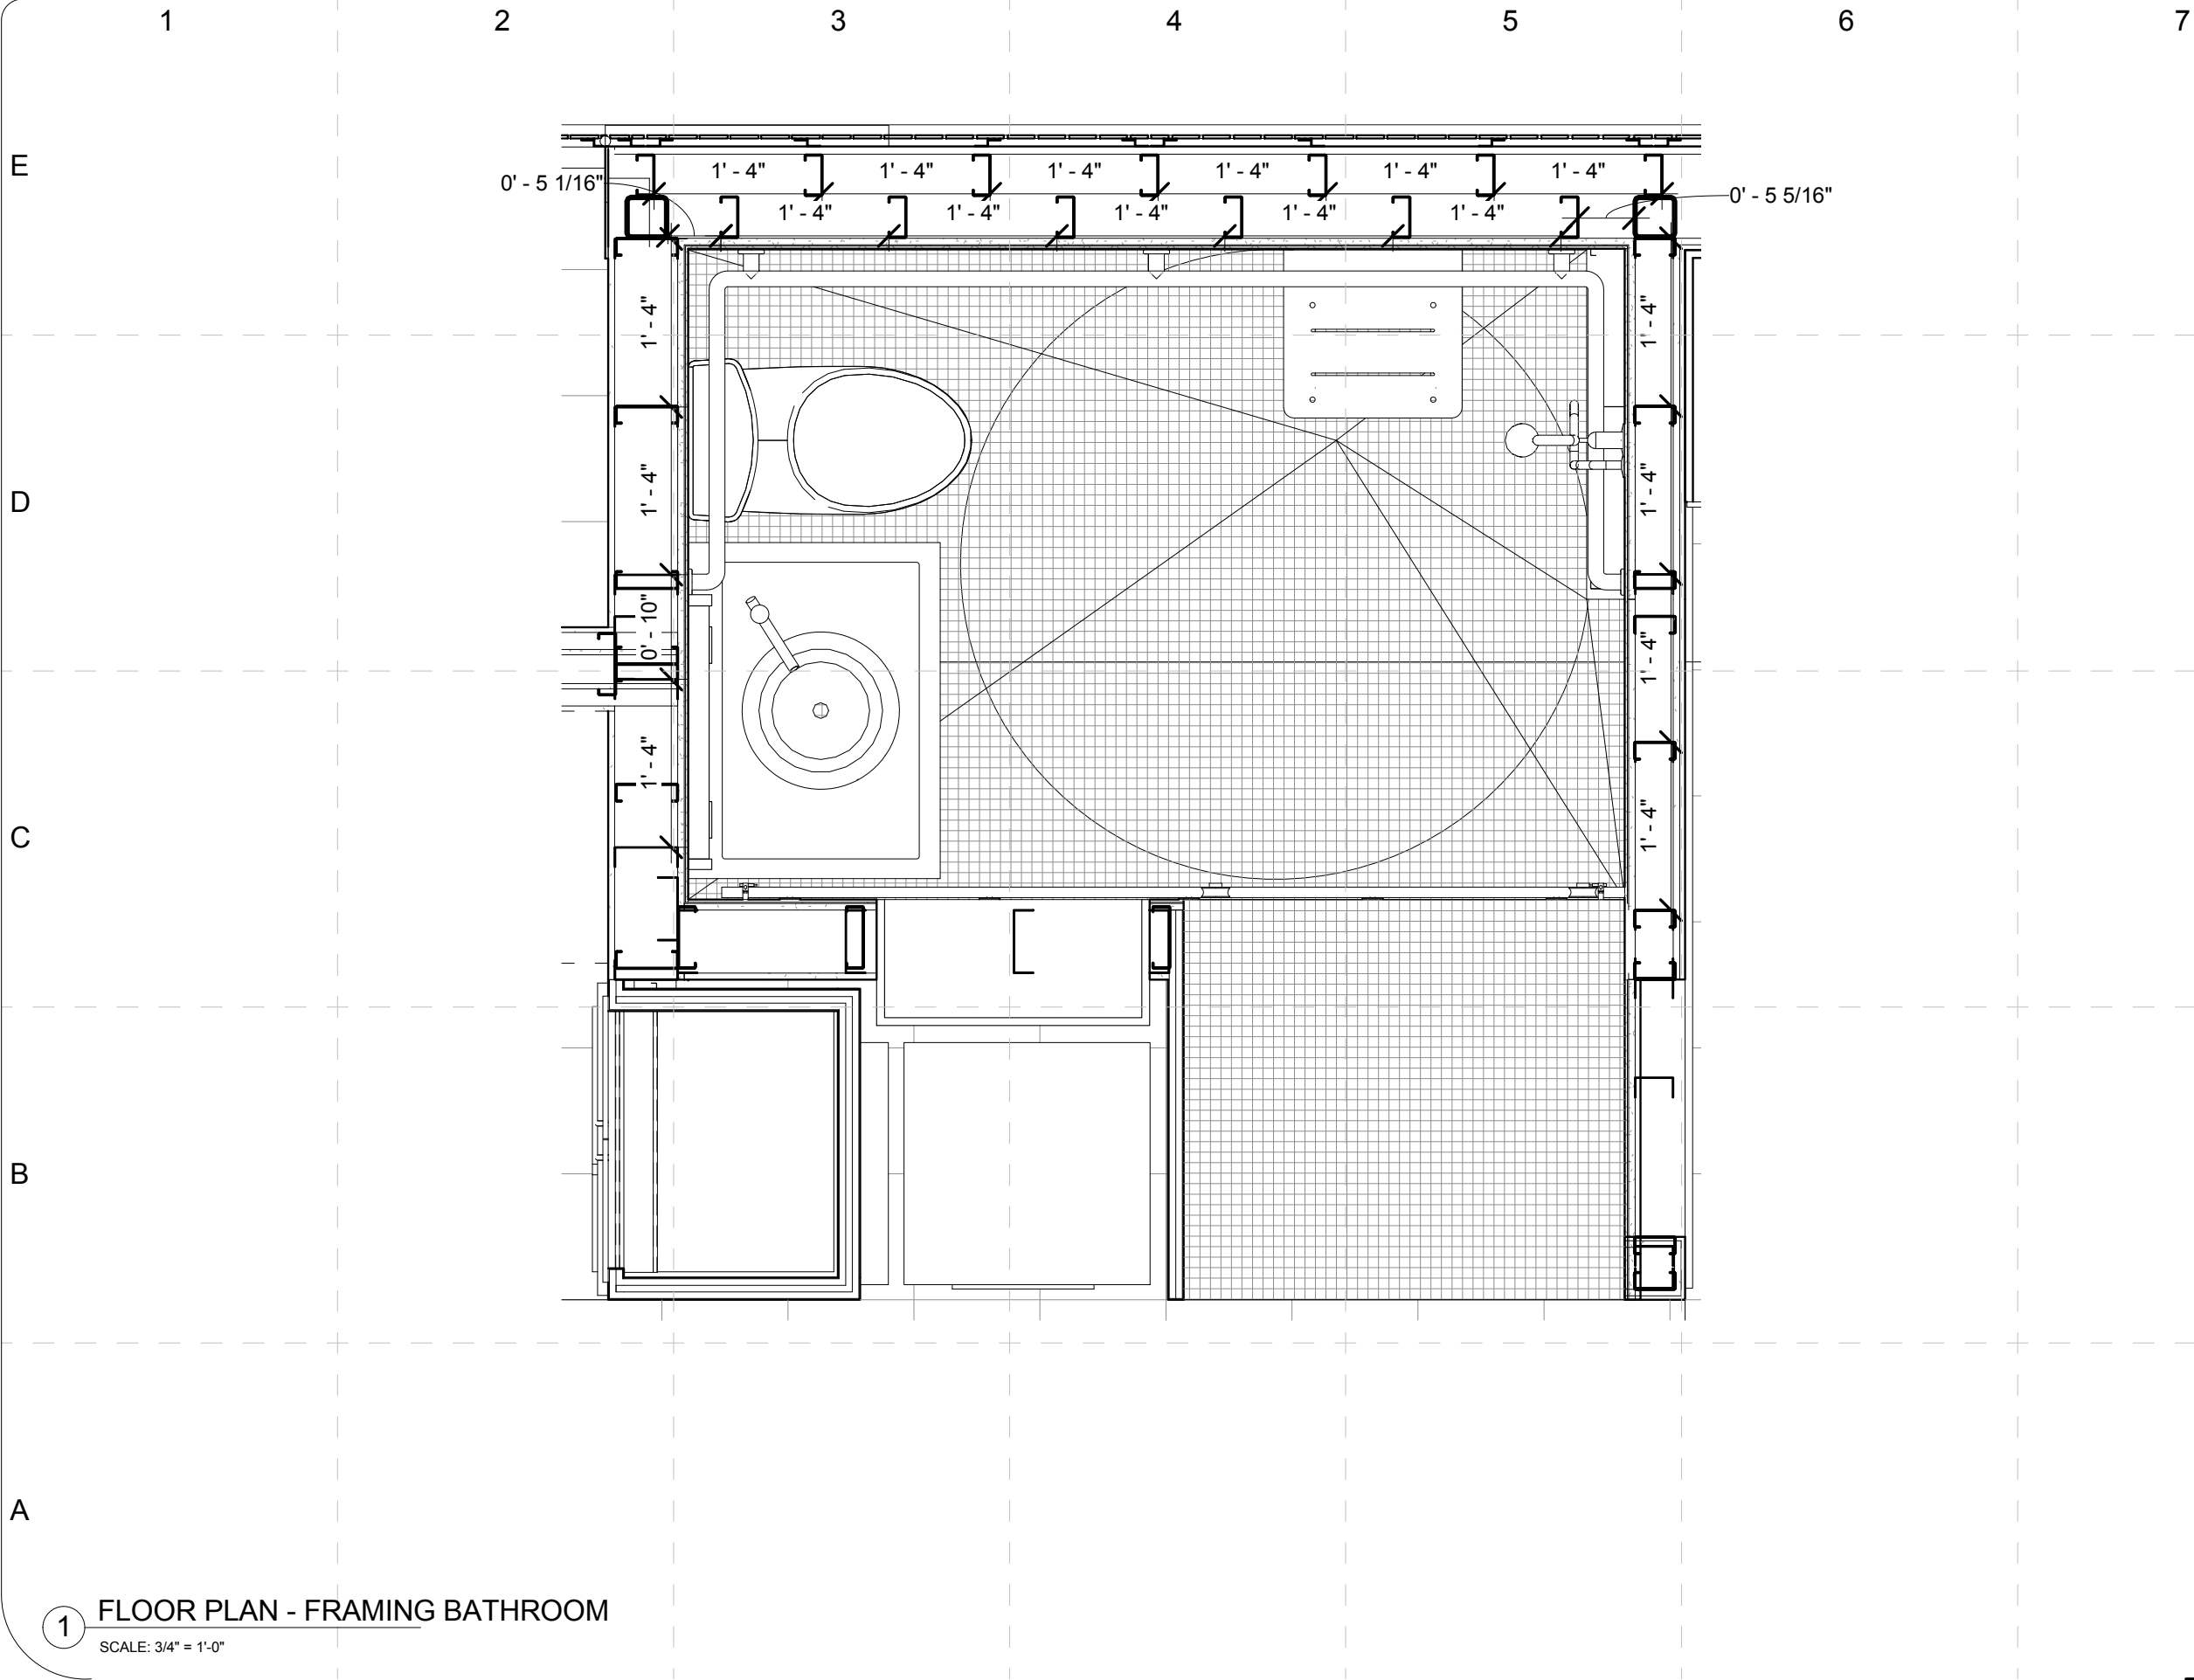 1 2 3 4 5 6 7
E
1' - 4" 1' - 4" 1' - 4" 1' - 4" 1' - 4" 1' - 4"
0' - 5 1/16"
0' - 5 5/16"
1' - 4" 1' - 4" 1' - 4" 1' - 4" 1' - 4"
1' - 4"
1' - 4"
D
1' - 4"
1' - 4"
0' - 10"
1' - 4"
1' - 4"
C
1' - 4"
B
A
1
FLOOR PLAN - FRAMING BATHROOM
SCALE: 3/4" = 1'-0"